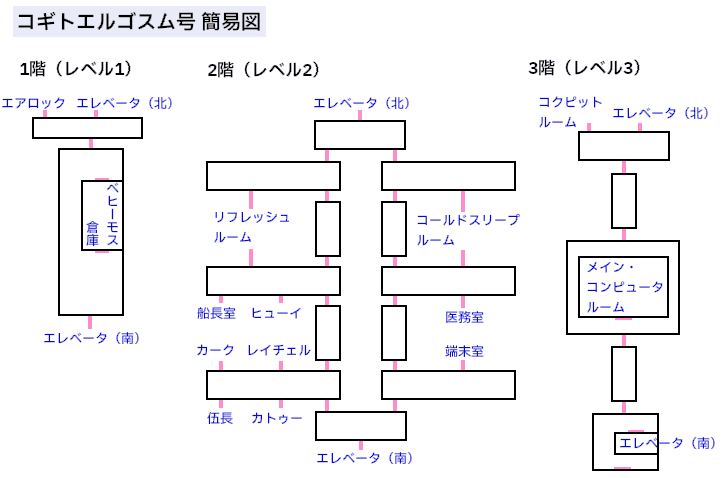 コギトエルゴスム号 簡易図
1階（レベル1）
エアロック
エレベータ（北）
ベヒーモス
倉庫
エレベータ（南）
2階（レベル2）
エレベータ（北）
リフレッシュ
ルーム
コールドスリープ
ルーム
船長室
ヒューイ
医務室
カーク
レイチェル
端末室
伍長
カトゥー
エレベータ（南）
3階（レベル3）
コクピット
ルーム
エレベータ（北）
メイン・
コンピュータ
ルーム
エレベータ（南）